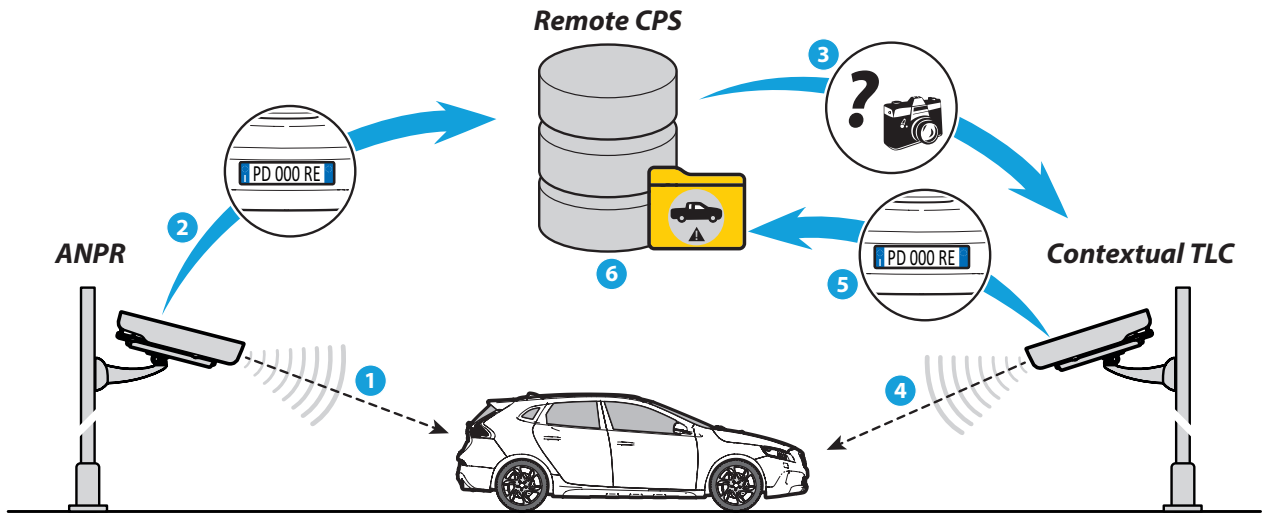 Remote CPS
3
?
PD 000 RE
I
2
ANPR
PD 000 RE
I
Contextual TLC
6
5
1
4